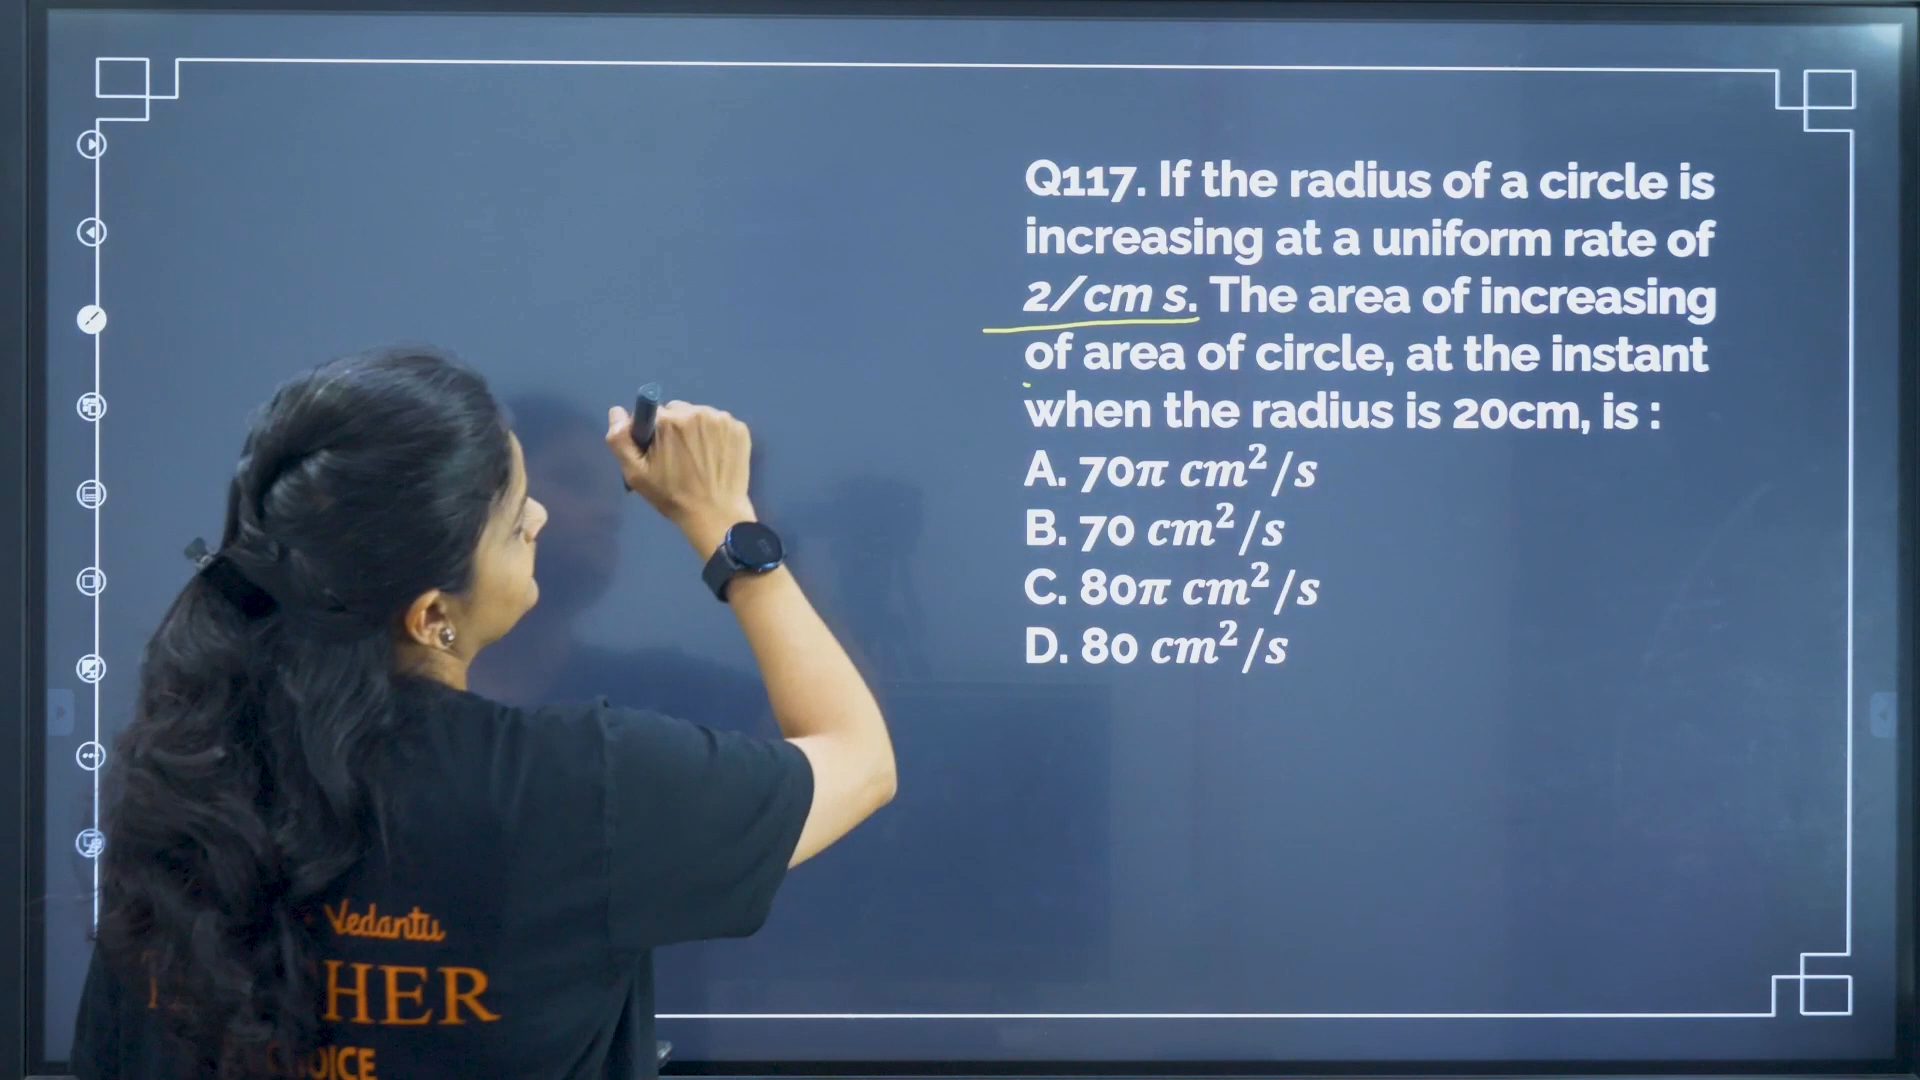 Q117. If the radius of a circle is
increasing at a uniform rate of
2/cm s. The area of increasing
of area of circle, at the instant
when the radius is 20cm, is :
A. 70π cm²/s
B. 70 cm²/s
C. 80π cm²/s
D. 80 cm²/s
Vedantu
HER
OICE